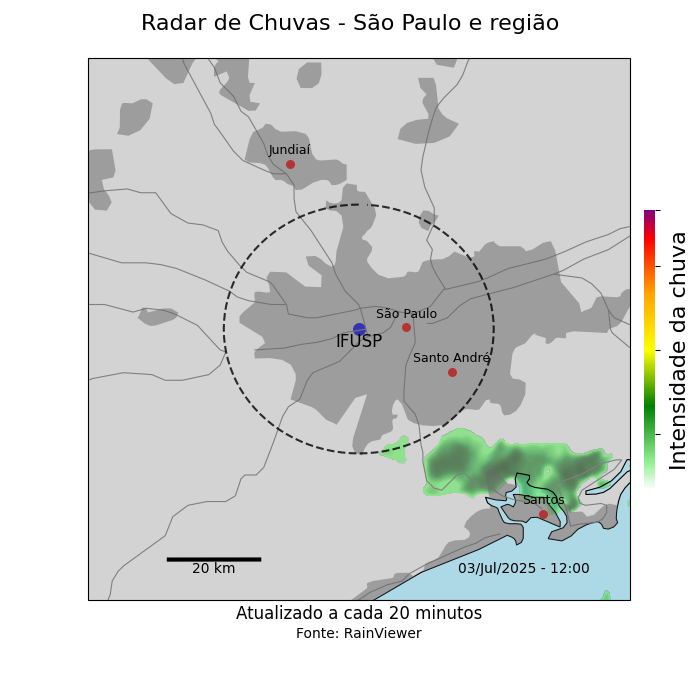 Radar de Chuvas - São Paulo e região
Jundiaí
São Paulo
IFUSP
Santo André
Santos
20 km
03/Jul/2025 - 12:00
Intensidade da chuva
Atualizado a cada 20 minutos
Fonte: RainViewer